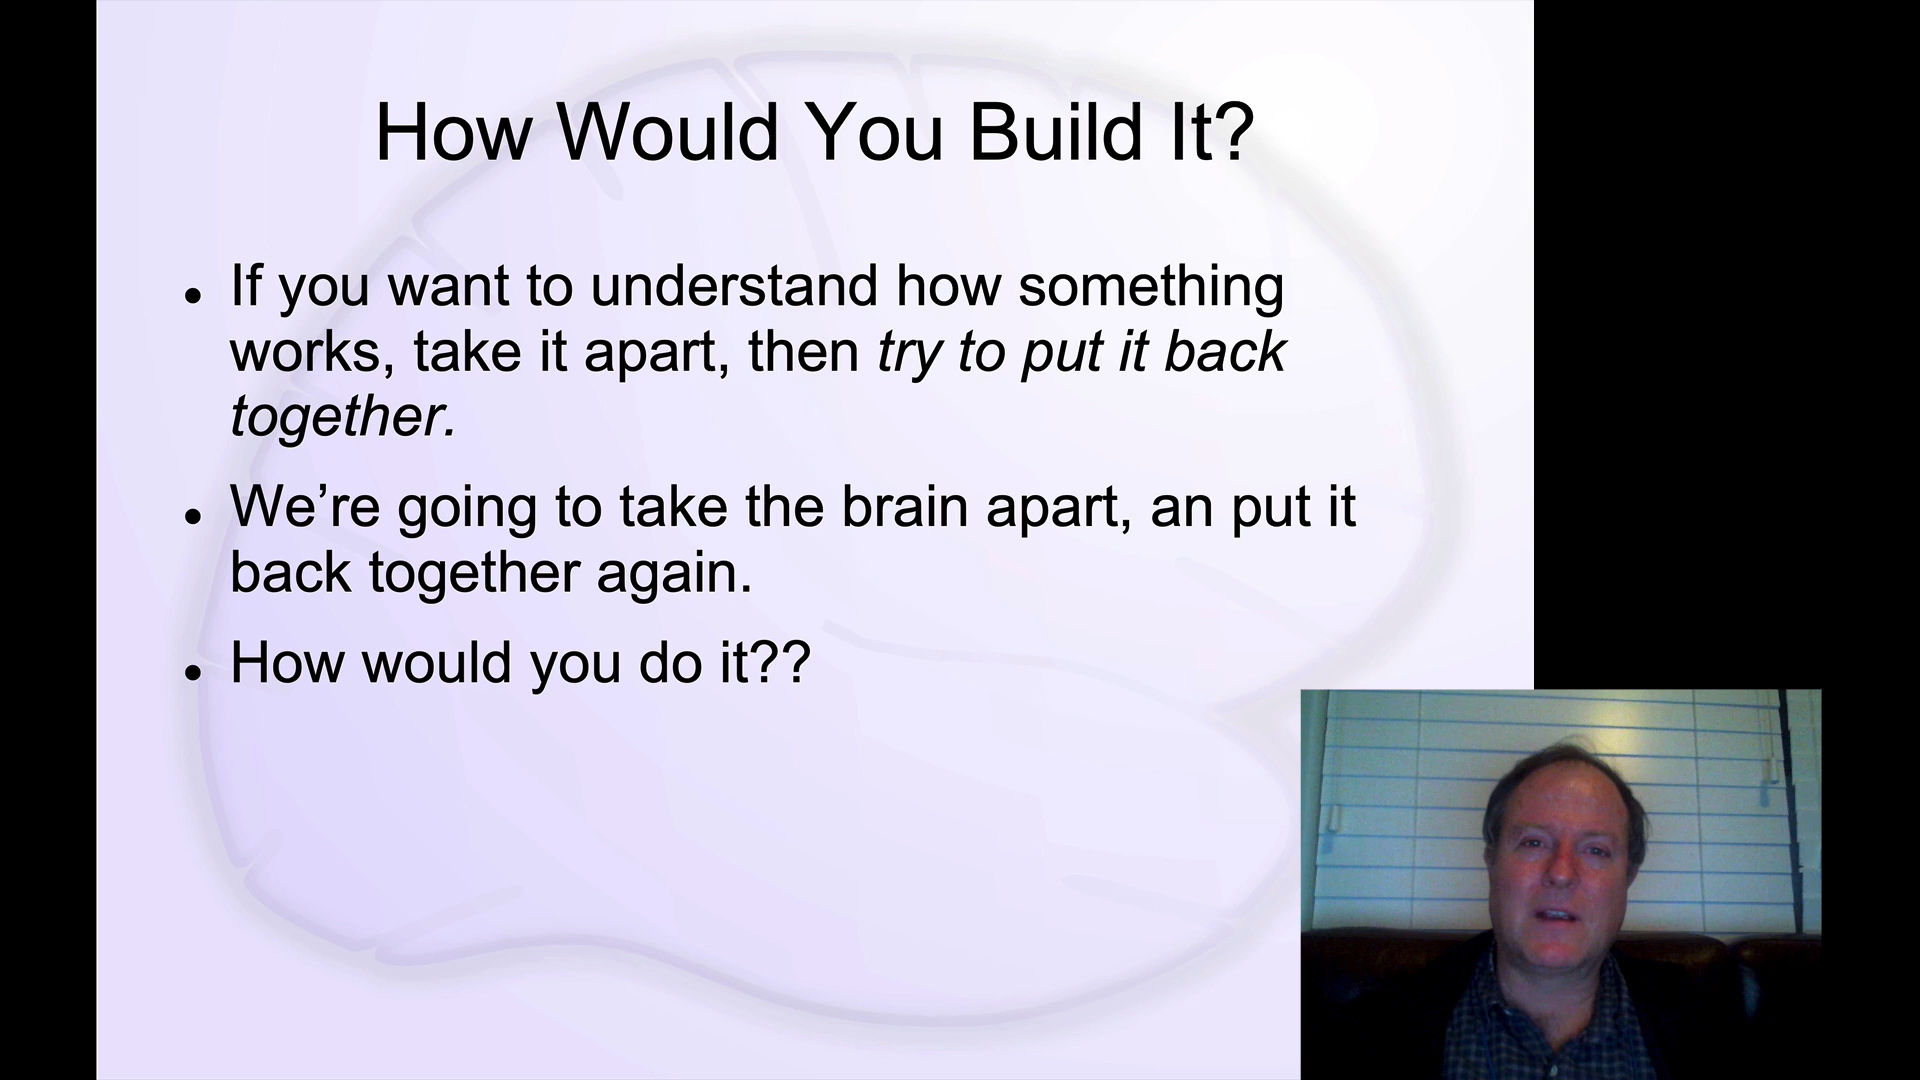 How Would You Build It?
• If you want to understand how something
works, take it apart, then try to put it back
together.
• We’re going to take the brain apart, an put it
back together again.
• How would you do it??